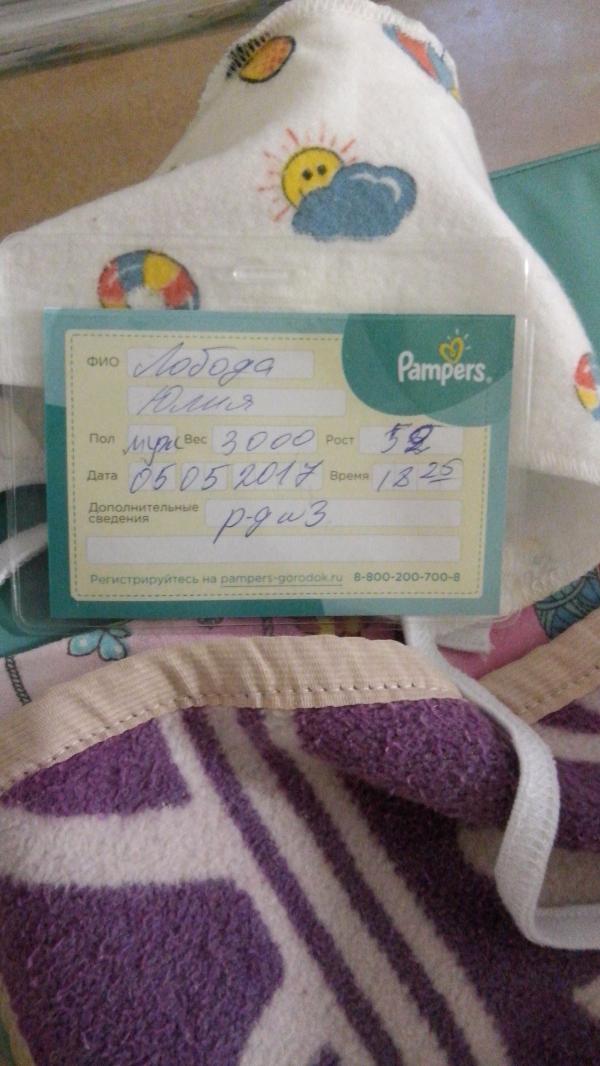 Pampers
ФИО Лобода
Юлия
Пол муж Вес 3000 Рост 52
Дата 05 05 2017 Время 18 25
Дополнительные
сведения р-д №3
Регистрируйтесь на pampers-gorodok.ru 8-800-200-700-8